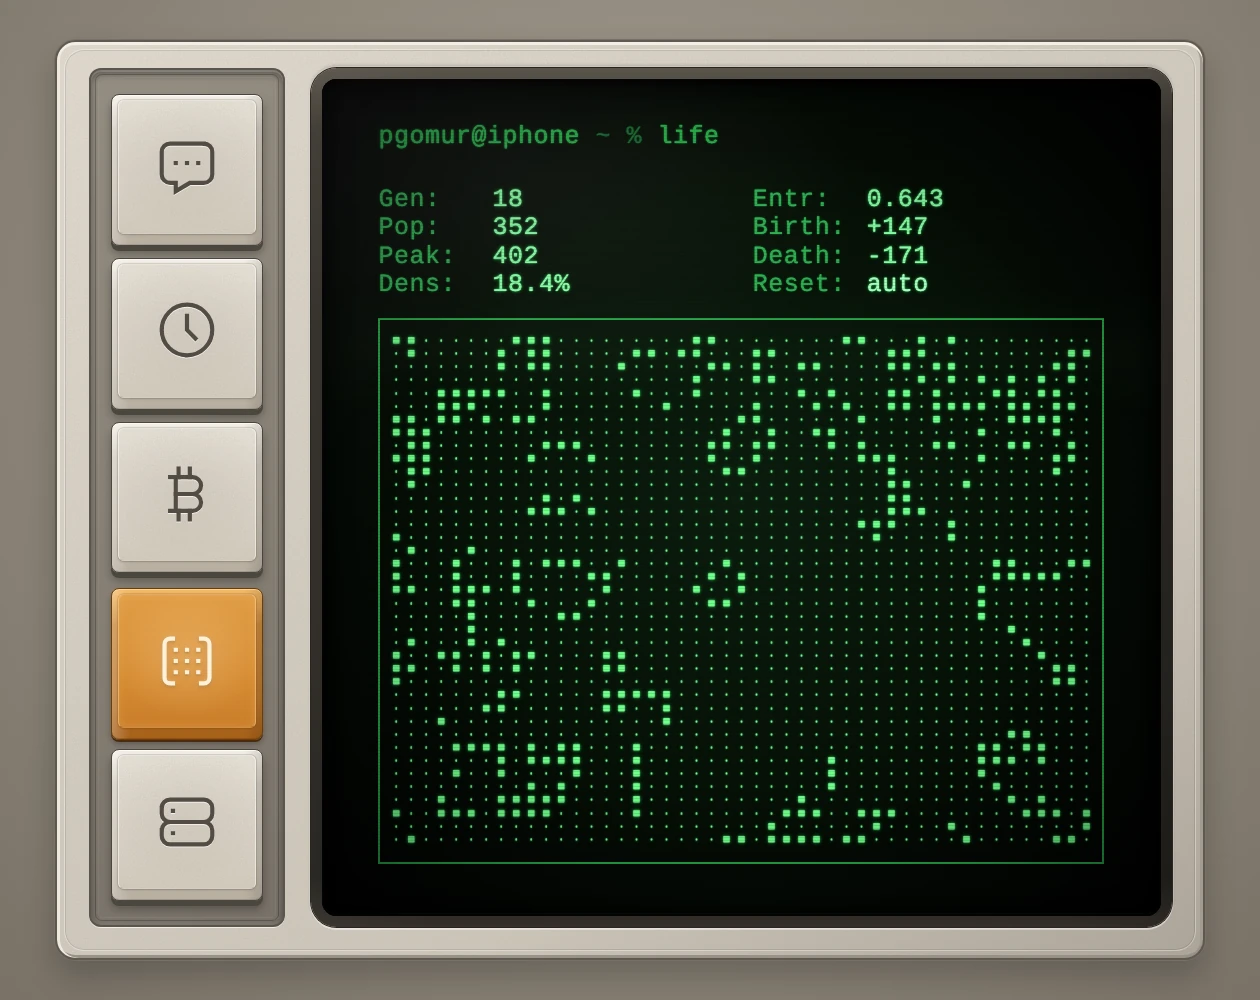 pgomur@iphone ~ % life
Gen: 18 Entr: 0.643
Pop: 352 Birth: +147
Peak: 402 Death: -171
Dens: 18.4% Reset: auto